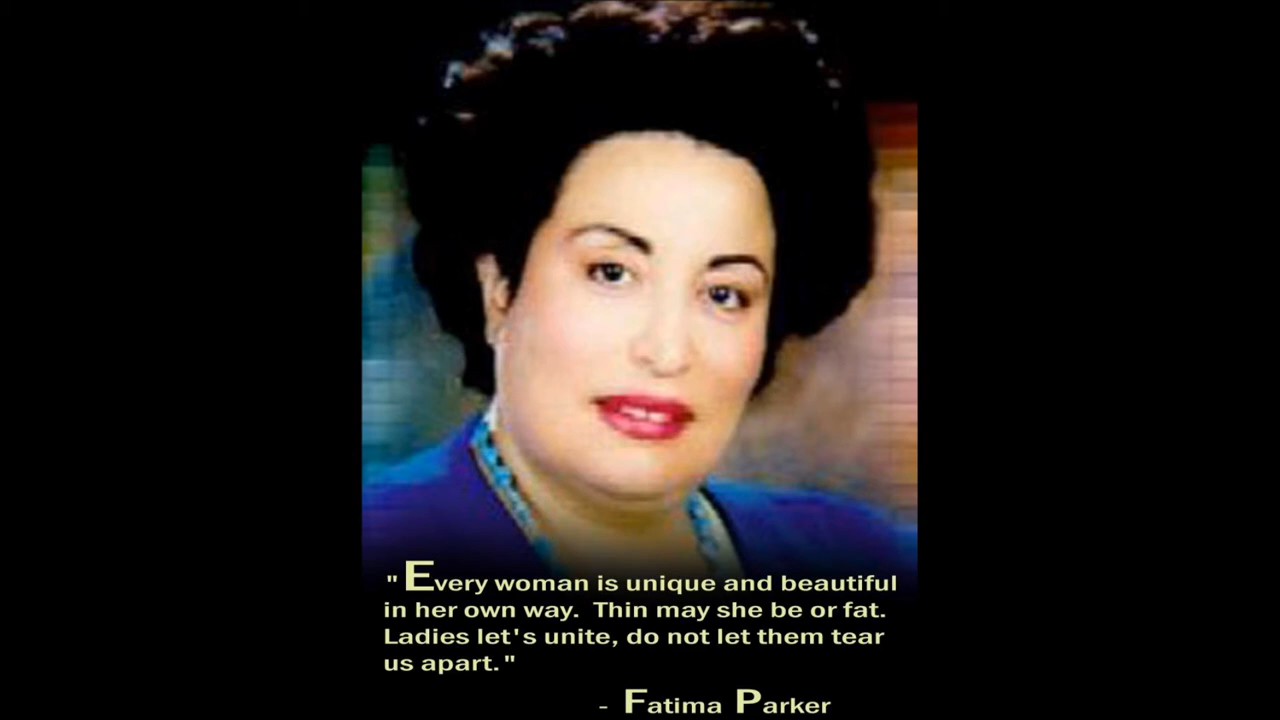 "Every woman is unique and beautiful
in her own way. Thin may she be or fat.
Ladies let's unite, do not let them tear
us apart."
- Fatima Parker